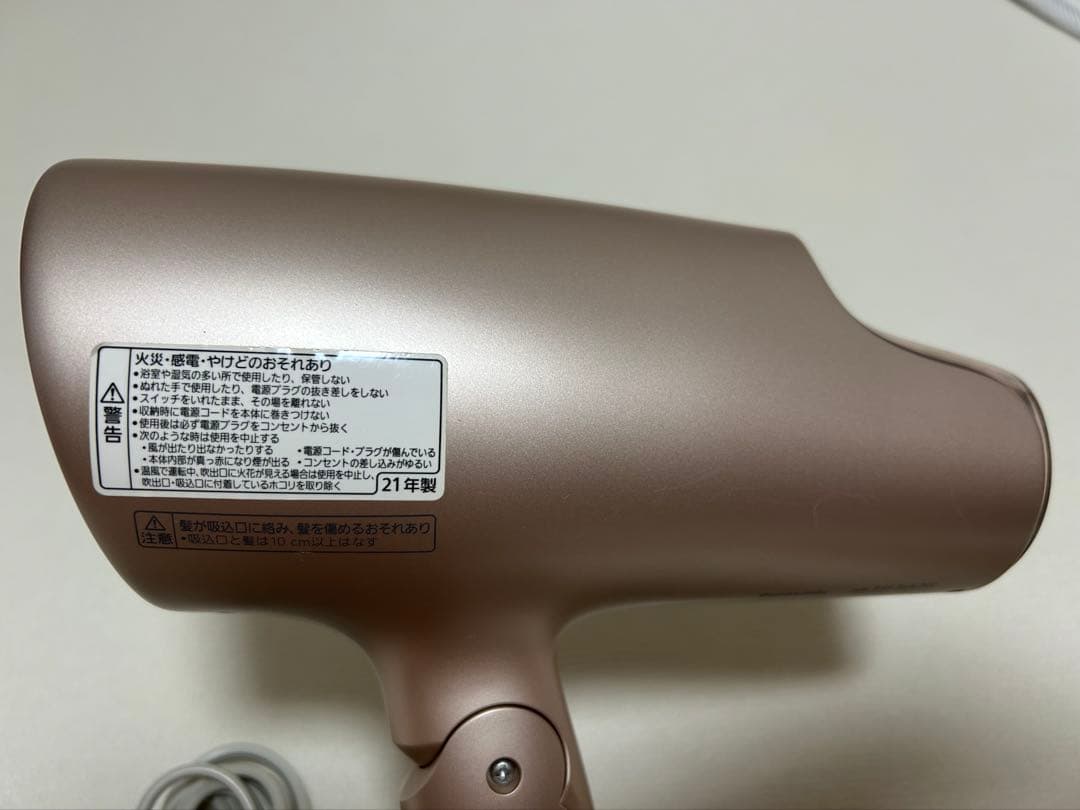 火災・感電・やけどのおそれあり
警告
●浴室や湿気の多い所で使用したり、保管しない
●ぬれた手で使用したり、電源プラグの抜き差しをしない
●スイッチをいれたまま、その場を離れない
●収納時に電源コードを本体に巻きつけない
●使用後は必ず電源プラグをコンセントから抜く
●次のような時は使用を中止する
・風が出たり出なかったりする ・電源コード・プラグが傷んでいる
・本体内部が真っ赤になり煙が出る ・コンセントの差し込みがゆるい
●温風で運転中、吹出口に火花が見える場合は使用を中止し、
吹出口・吸込口に付着しているホコリを取り除く
21年製
注意
髪が吸込口に絡み、髪を傷めるおそれあり
●吸込口と髪は10 cm以上はなす